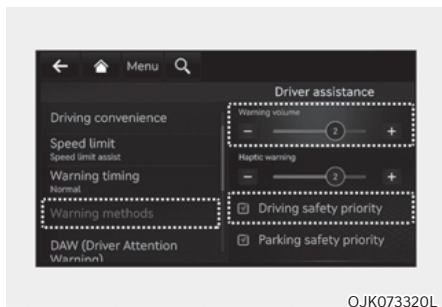 Menu
Driver assistance
Driving convenience
Speed limit
Speed limit assist
Warning timing
Normal
Warning methods
DAW (Driver Attention
Warning)
Warning volume
– 2 +
Haptic warning
– 2 +
Driving safety priority
Parking safety priority
OJK073320L